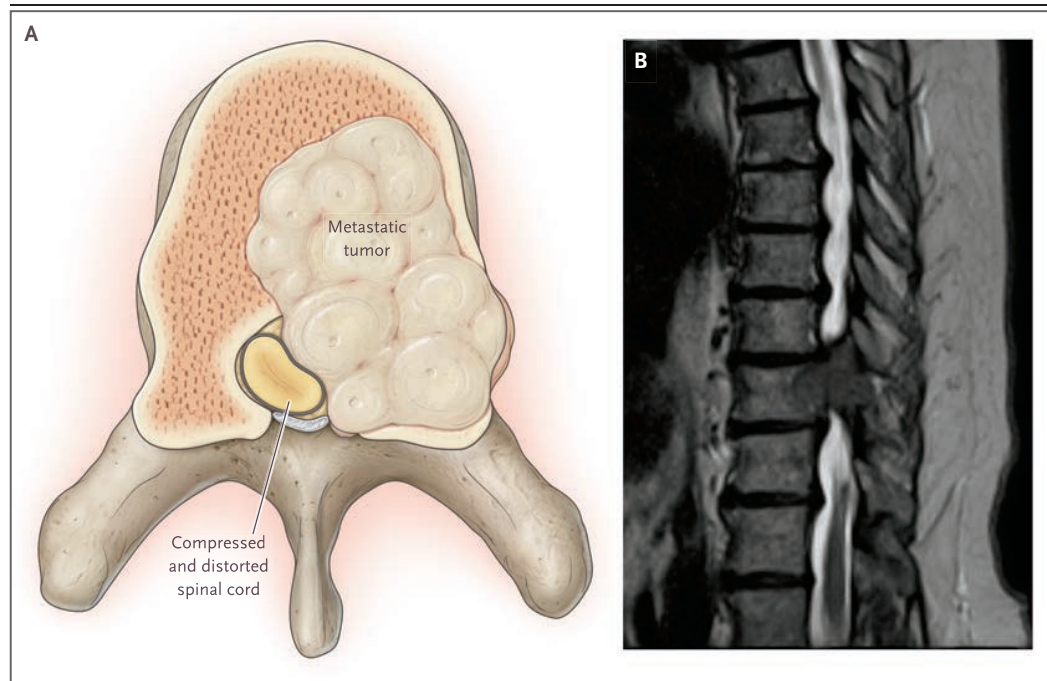 A
B
Metastatic
tumor
Compressed
and distorted
spinal cord